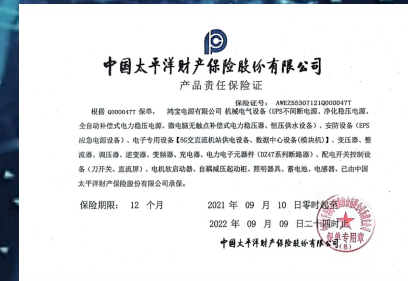 中国太平洋财产保险股份有限公司
产品责任保险证
保险证号: AWEZ55307121Q000047T
根据 Q000047T 保单, 鸿宝电源有限公司 机械电气设备（UPS不间断电源、净化稳压电源、
全自动补偿式电力稳压电源、微电脑无触点补偿式电力稳压器、恒压供水设备）、安防设备（EPS
应急电源设备）、电子专用设备【5G交直流机站供电设备、数据中心设备(模块机)】、变压器、整
流器、调压器、逆变器、变频器、充电器、电力电子元器件（DZ47系列断路器）、配电开关控制设
备（刀开关、直流屏）、电机软启动器、自耦减压起动柜、照明器具、蓄电池、电感器，已由中国
太平洋财产保险股份有限公司承保。
保险期限: 12 个月 2021 年 09 月 10 日零时起至
2022 年 09 月 09 日二十四时止
中国太平洋财产保险股份有限公司
保单专用章
(8)